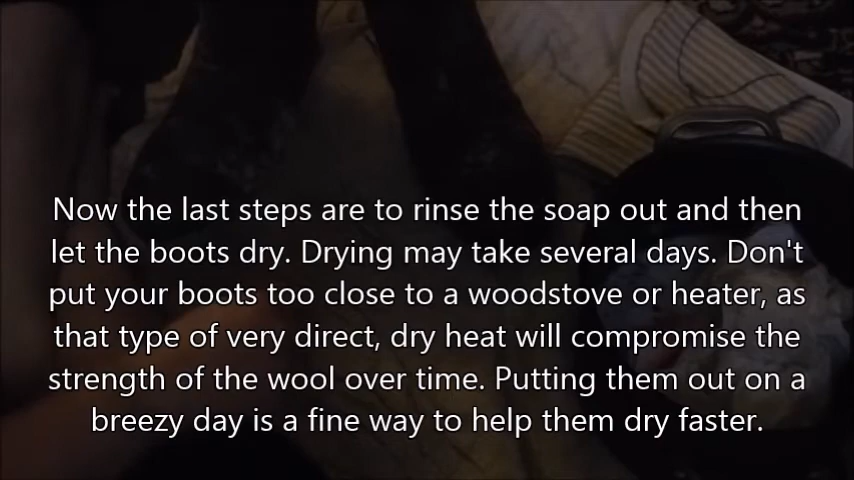 Now the last steps are to rinse the soap out and then
let the boots dry. Drying may take several days. Don't
put your boots too close to a woodstove or heater, as
that type of very direct, dry heat will compromise the
strength of the wool over time. Putting them out on a
breezy day is a fine way to help them dry faster.